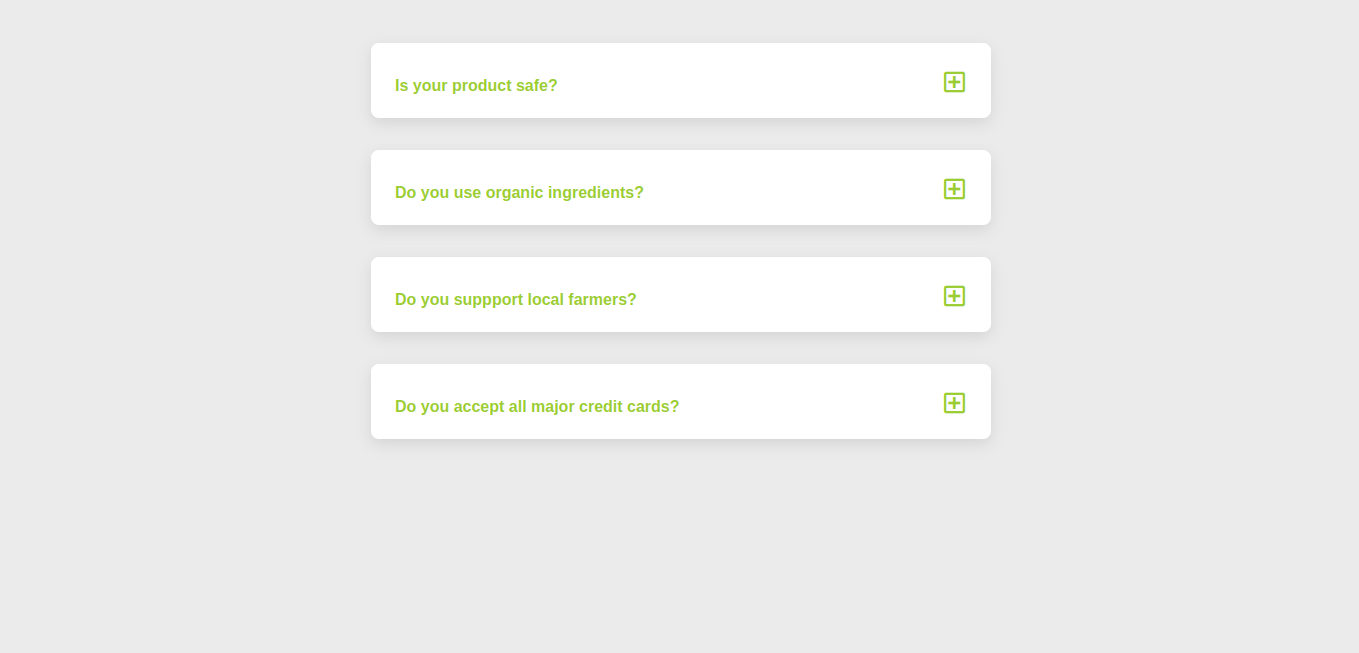 Is your product safe?
Do you use organic ingredients?
Do you suppport local farmers?
Do you accept all major credit cards?